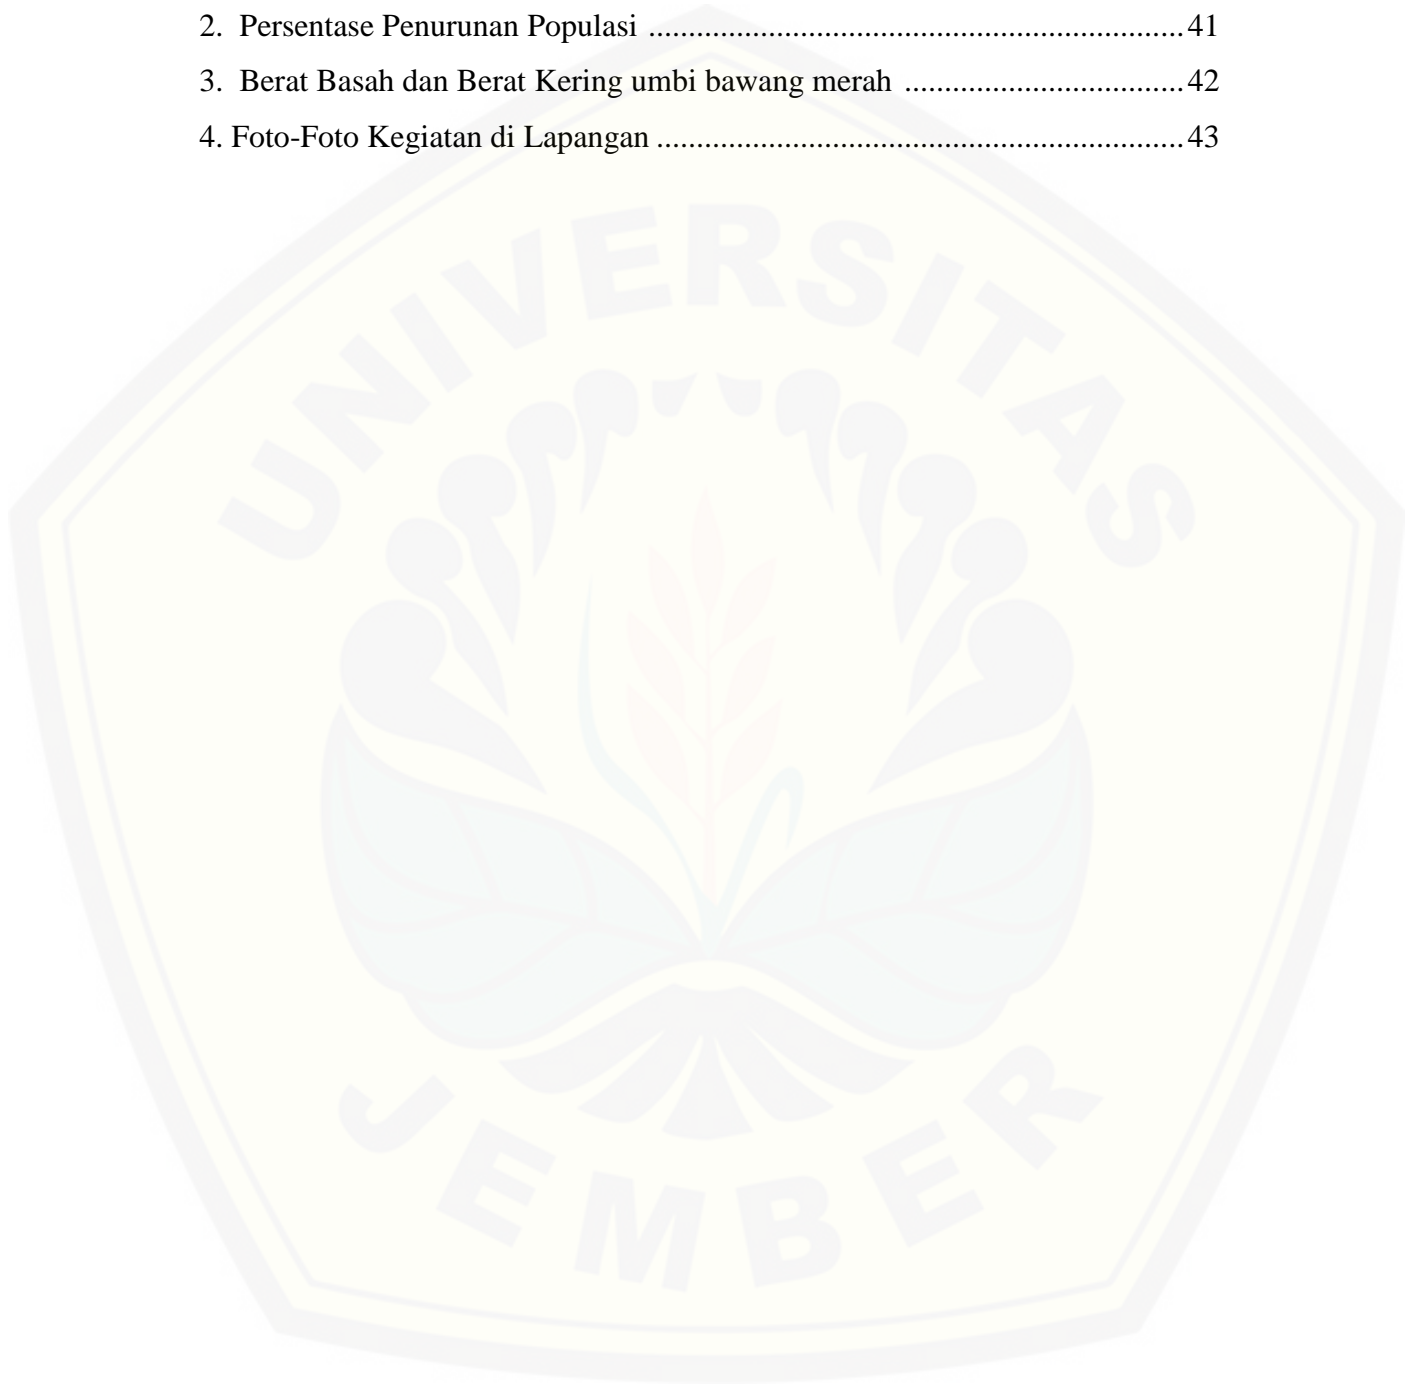 2. Persentase Penurunan Populasi ....................................................................41
3. Berat Basah dan Berat Kering umbi bawang merah ...................................42
4. Foto-Foto Kegiatan di Lapangan ...................................................................43
UNIVERSITAS
JEMBER